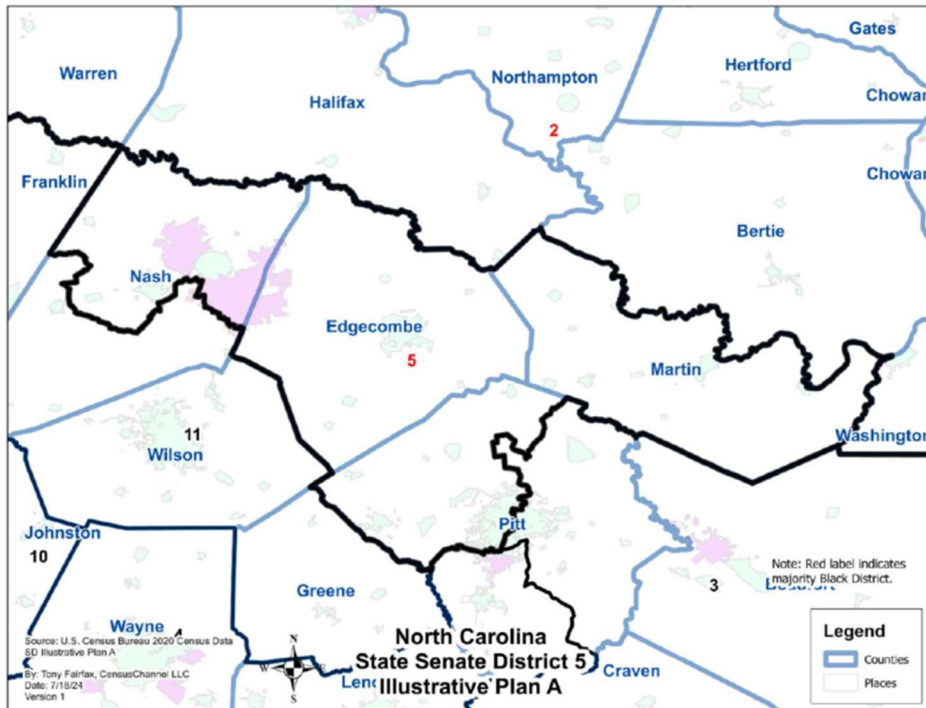 Gates
Hertford
Warren
Northampton
Halifax
Chowan
2
Franklin
Chowan
Bertie
Nash
Edgecombe
5
Martin
Washington
11
Wilson
Pitt
Johnston
10
3
Note: Red label indicates
majority Black District.
Greene
Wayne
4
Legend
Counties
Places
Source: U.S. Census Bureau 2020 Census Data
SD Illustrative Plan A
By: Tony Fairfax, CensusChannel LLC
Date: 7/18/24
Version 1
N
W
E
S
North Carolina
State Senate District 5
Illustrative Plan A
Craven